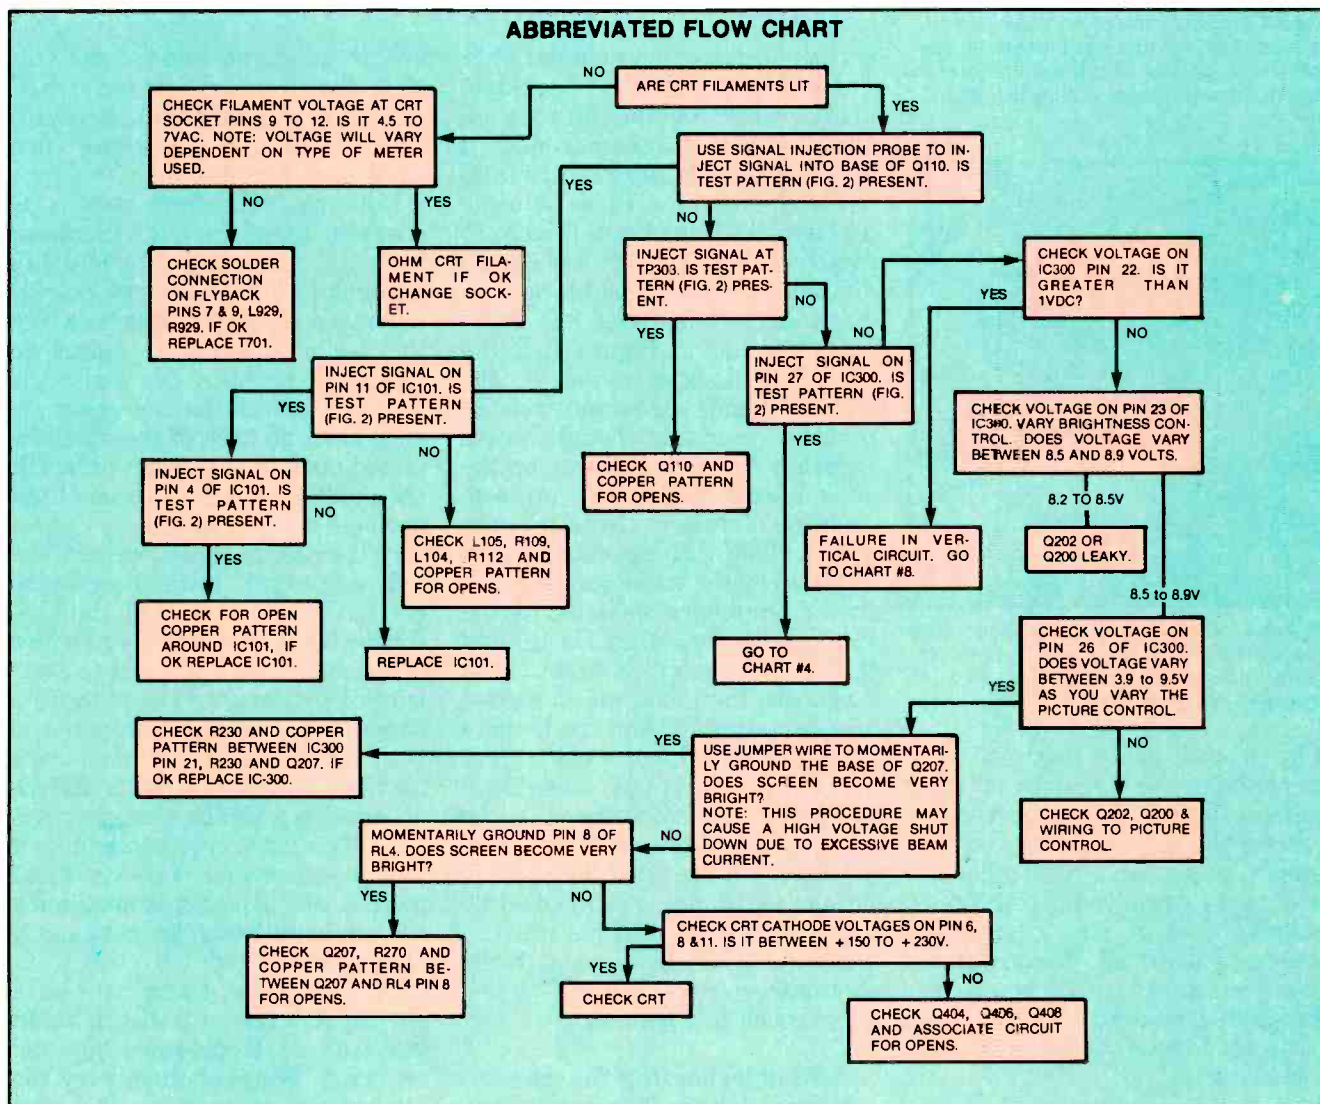 ABBREVIATED FLOW CHART
ARE CRT FILAMENTS LIT
NO
YES
CHECK FILAMENT VOLTAGE AT CRT
SOCKET PINS 9 TO 12. IS IT 4.5 TO
7VAC. NOTE: VOLTAGE WILL VARY
DEPENDENT ON TYPE OF METER
USED.
NO
YES
CHECK SOLDER
CONNECTION
ON FLYBACK
PINS 7 & 9, L929,
R929. IF OK
REPLACE T701.
OHM CRT FILA-
MENT IF OK
CHANGE SOCK-
ET.
USE SIGNAL INJECTION PROBE TO IN-
JECT SIGNAL INTO BASE OF Q110. IS
TEST PATTERN (FIG. 2) PRESENT.
YES
NO
INJECT SIGNAL AT
TP303. IS TEST PAT-
TERN (FIG. 2) PRES-
ENT.
YES
NO
CHECK VOLTAGE ON
IC300 PIN 22. IS IT
GREATER THAN
1VDC?
YES
NO
INJECT SIGNAL ON
PIN 27 OF IC300. IS
TEST PATTERN (FIG.
2) PRESENT.
NO
YES
INJECT SIGNAL ON
PIN 11 OF IC101. IS
TEST PATTERN
(FIG. 2) PRESENT.
YES
NO
CHECK VOLTAGE ON PIN 23 OF
IC300. VARY BRIGHTNESS CON-
TROL. DOES VOLTAGE VARY
BETWEEN 8.5 AND 8.9 VOLTS.
8.2 TO 8.5V
8.5 to 8.9V
INJECT SIGNAL ON
PIN 4 OF IC101. IS
TEST PATTERN
(FIG. 2) PRESENT.
NO
YES
CHECK Q110 AND
COPPER PATTERN
FOR OPENS.
CHECK L105, R109,
L104, R112 AND
COPPER PATTERN
FOR OPENS.
FAILURE IN VER-
TICAL CIRCUIT. GO
TO CHART #8.
Q202 OR
Q200 LEAKY.
CHECK FOR OPEN
COPPER PATTERN
AROUND IC101, IF
OK REPLACE IC101.
REPLACE IC101.
GO TO
CHART #4.
CHECK VOLTAGE ON
PIN 26 OF IC300.
DOES VOLTAGE VARY
BETWEEN 3.9 to 9.5V
AS YOU VARY THE
PICTURE CONTROL.
YES
NO
CHECK R230 AND COPPER
PATTERN BETWEEN IC300
PIN 21, R230 AND Q207. IF
OK REPLACE IC-300.
YES
USE JUMPER WIRE TO MOMENTARI-
LY GROUND THE BASE OF Q207.
DOES SCREEN BECOME VERY
BRIGHT?
NOTE: THIS PROCEDURE MAY
CAUSE A HIGH VOLTAGE SHUT
DOWN DUE TO EXCESSIVE BEAM
CURRENT.
NO
CHECK Q202, Q200 &
WIRING TO PICTURE
CONTROL.
MOMENTARILY GROUND PIN 8 OF
RL4. DOES SCREEN BECOME VERY
BRIGHT?
YES
NO
CHECK CRT CATHODE VOLTAGES ON PIN 6,
8 &11. IS IT BETWEEN +150 TO +230V.
YES
NO
CHECK Q207, R270 AND
COPPER PATTERN BE-
TWEEN Q207 AND RL4 PIN 8
FOR OPENS.
CHECK CRT
CHECK Q404, Q406, Q408
AND ASSOCIATE CIRCUIT
FOR OPENS.